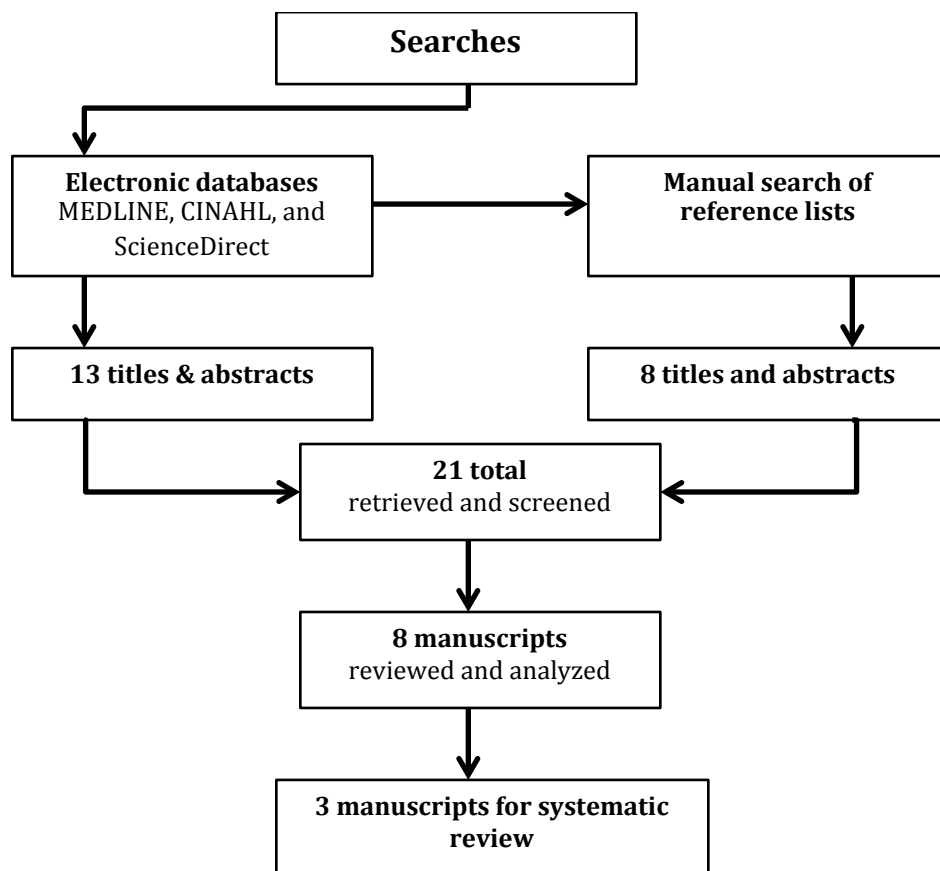 Searches
Electronic databases
MEDLINE, CINAHL, and
ScienceDirect
Manual search of
reference lists
13 titles & abstracts
8 titles and abstracts
21 total
retrieved and screened
8 manuscripts
reviewed and analyzed
3 manuscripts for systematic
review